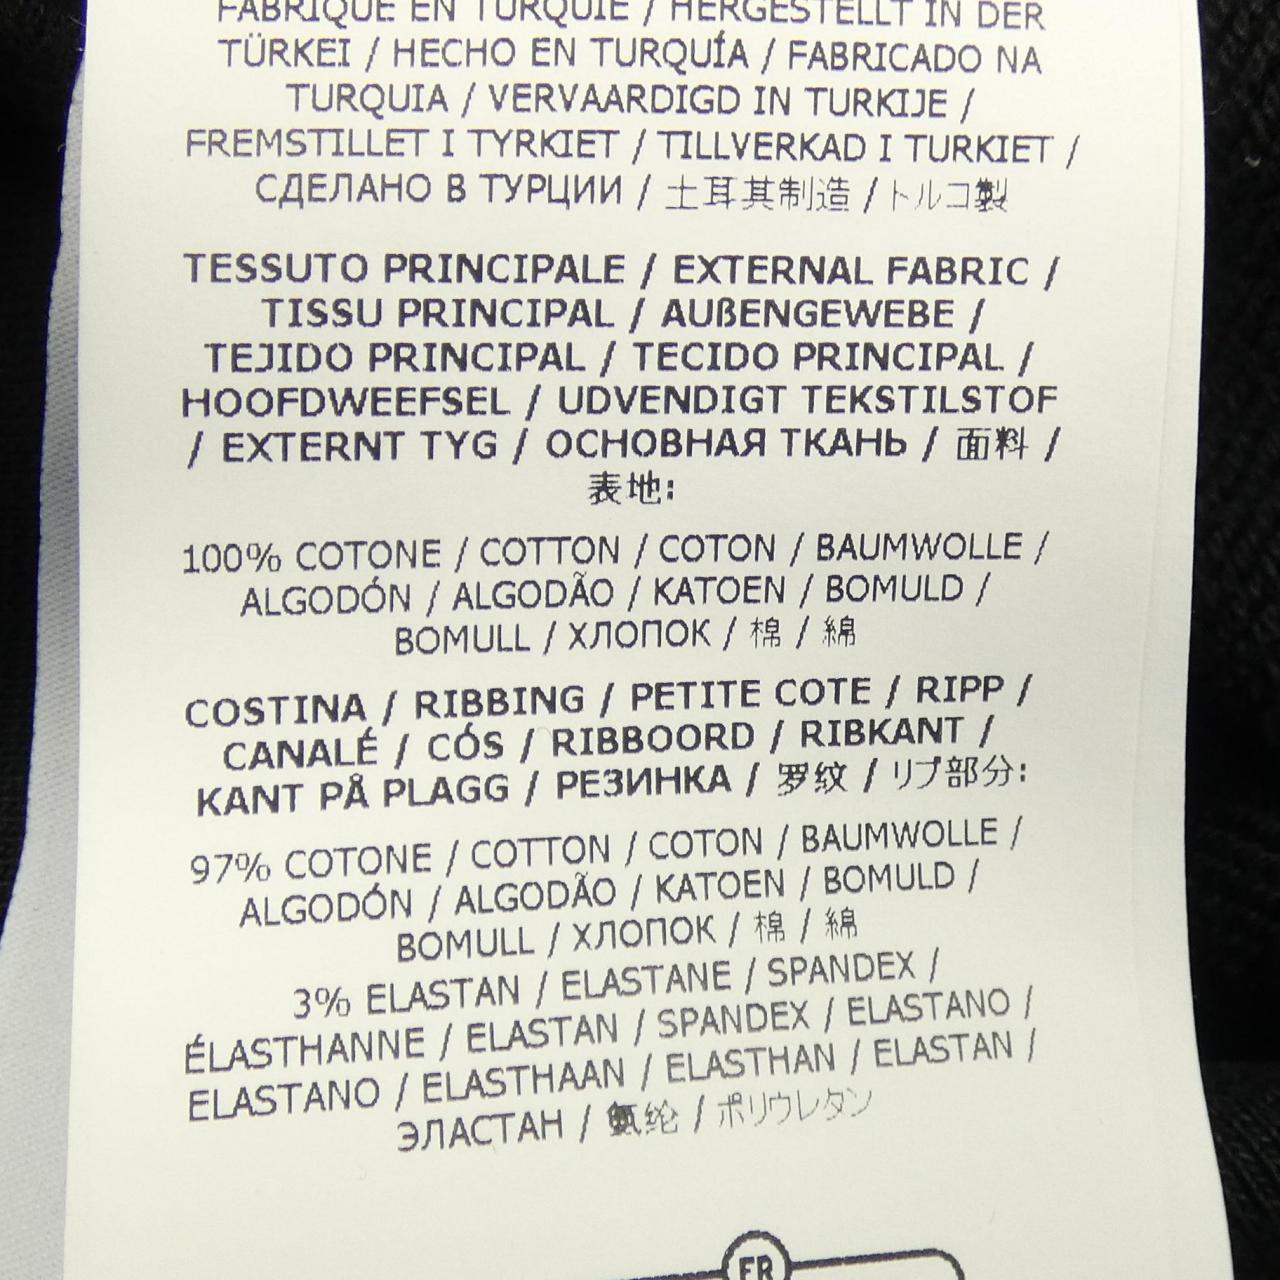 FABRIQUÉ EN TURQUIE / HERGESTELLT IN DER
TÜRKEI / HECHO EN TURQUÍA / FABRICADO NA
TURQUIA / VERVAARDIGD IN TURKIJE /
FREMSTILLET I TYRKIET / TILLVERKAD I TURKIET /
СДЕЛАНО В ТУРЦИИ / 土耳其制造 / トルコ製
TESSUTO PRINCIPALE / EXTERNAL FABRIC /
TISSU PRINCIPAL / AUßENGEWEBE /
TEJIDO PRINCIPAL / TECIDO PRINCIPAL /
HOOFDWEEFSEL / UDVENDIGT TEKSTILSTOF
/ EXTERNT TYG / ОСНОВНАЯ ТКАНЬ / 面料 /
表地:
100% COTONE / COTTON / COTON / BAUMWOLLE /
ALGODÓN / ALGODÃO / KATOEN / BOMULD /
BOMULL / ХЛОПОК / 棉 / 綿
COSTINA / RIBBING / PETITE COTE / RIPP /
CANALÉ / CÓS / RIBBOORD / RIBKANT /
KANT PÅ PLAGG / РЕЗИНКА / 罗纹 / リブ部分:
97% COTONE / COTTON / COTON / BAUMWOLLE /
ALGODÓN / ALGODÃO / KATOEN / BOMULD /
BOMULL / ХЛОПОК / 棉 / 綿
3% ELASTAN / ELASTANE / SPANDEX /
ÉLASTHANNE / ELASTAN / SPANDEX / ELASTANO /
ELASTANO / ELASTHAAN / ELASTHAN / ELASTAN /
ЭЛАСТАН / 氨纶 / ポリウレタン
FR